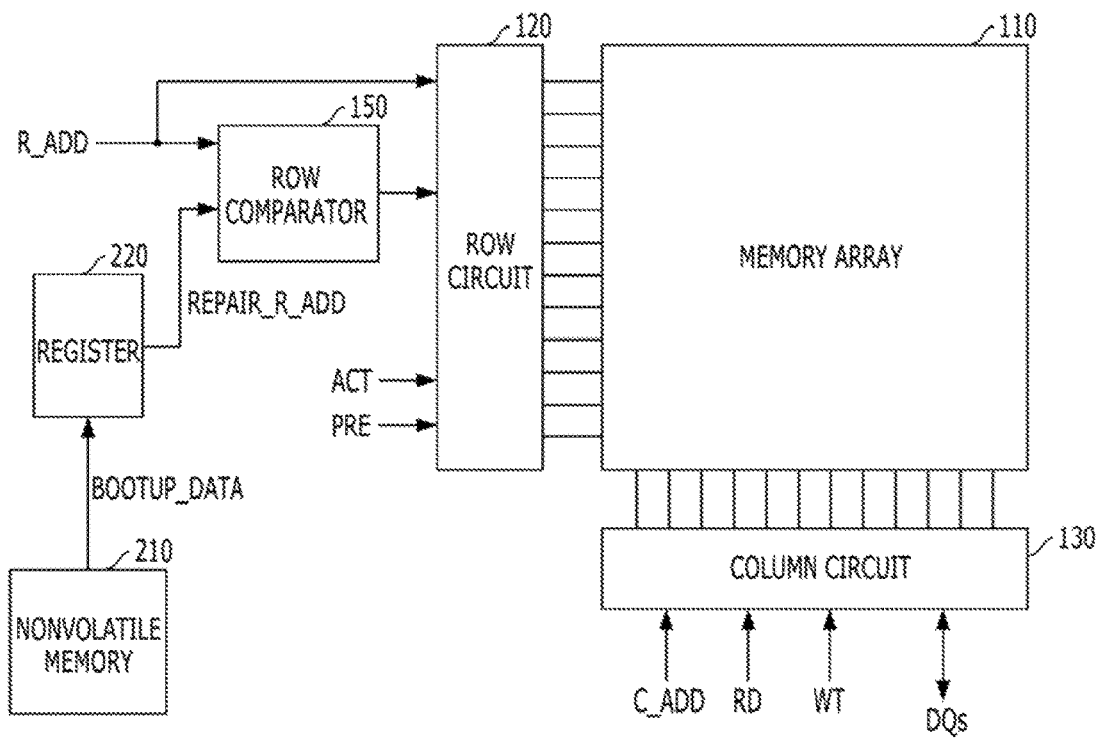 120
110
150
R_ADD
ROW
COMPARATOR
ROW
CIRCUIT
MEMORY ARRAY
220
REPAIR_R_ADD
REGISTER
ACT
PRE
BOOTUP_DATA
210
130
COLUMN CIRCUIT
NONVOLATILE
MEMORY
C_ADD
RD
WT
DQs